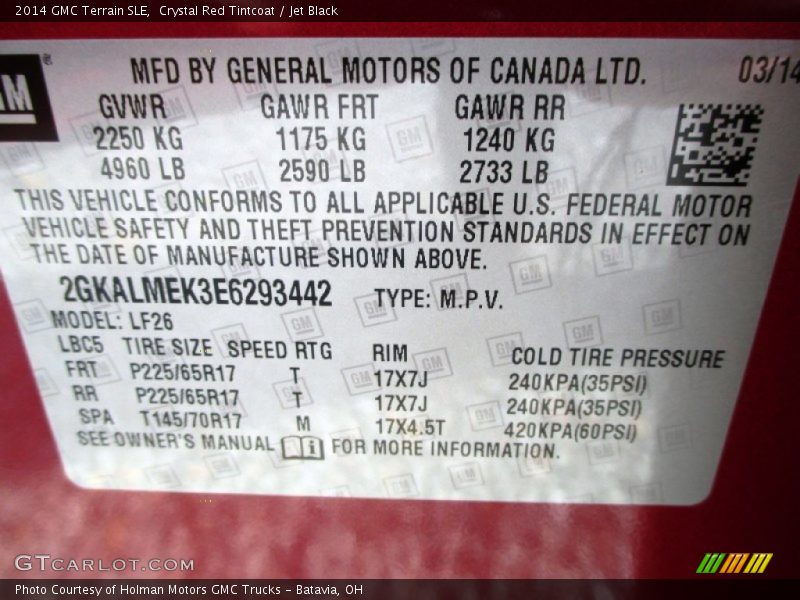 2014 GMC Terrain SLE,  Crystal Red Tintcoat / Jet Black
GM
MFD BY GENERAL MOTORS OF CANADA LTD. 03/14
GVWR GAWR FRT GAWR RR
2250 KG 1175 KG 1240 KG
4960 LB 2590 LB 2733 LB
THIS VEHICLE CONFORMS TO ALL APPLICABLE U.S. FEDERAL MOTOR
VEHICLE SAFETY AND THEFT PREVENTION STANDARDS IN EFFECT ON
THE DATE OF MANUFACTURE SHOWN ABOVE.
2GKALMEK3E6293442 TYPE: M.P.V.
MODEL: LF26
LBC5 TIRE SIZE SPEED RTG RIM COLD TIRE PRESSURE
FRT P225/65R17 T 17X7J 240KPA(35PSI)
RR P225/65R17 T 17X7J 240KPA(35PSI)
SPA T145/70R17 M 17X4.5T 420KPA(60PSI)
SEE OWNER'S MANUAL i FOR MORE INFORMATION.
GTCARLOT.COM
Photo Courtesy of Holman Motors GMC Trucks - Batavia, OH